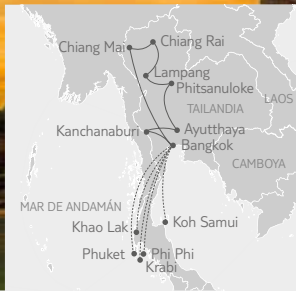 Chiang Mai
Chiang Rai
Lampang
Phitsanuloke
TAILANDIA
LAOS
Kanchanaburi
Ayutthaya
Bangkok
CAMBOYA
MAR DE ANDAMÁN
Koh Samui
Khao Lak
Phuket
Phi Phi
Krabi